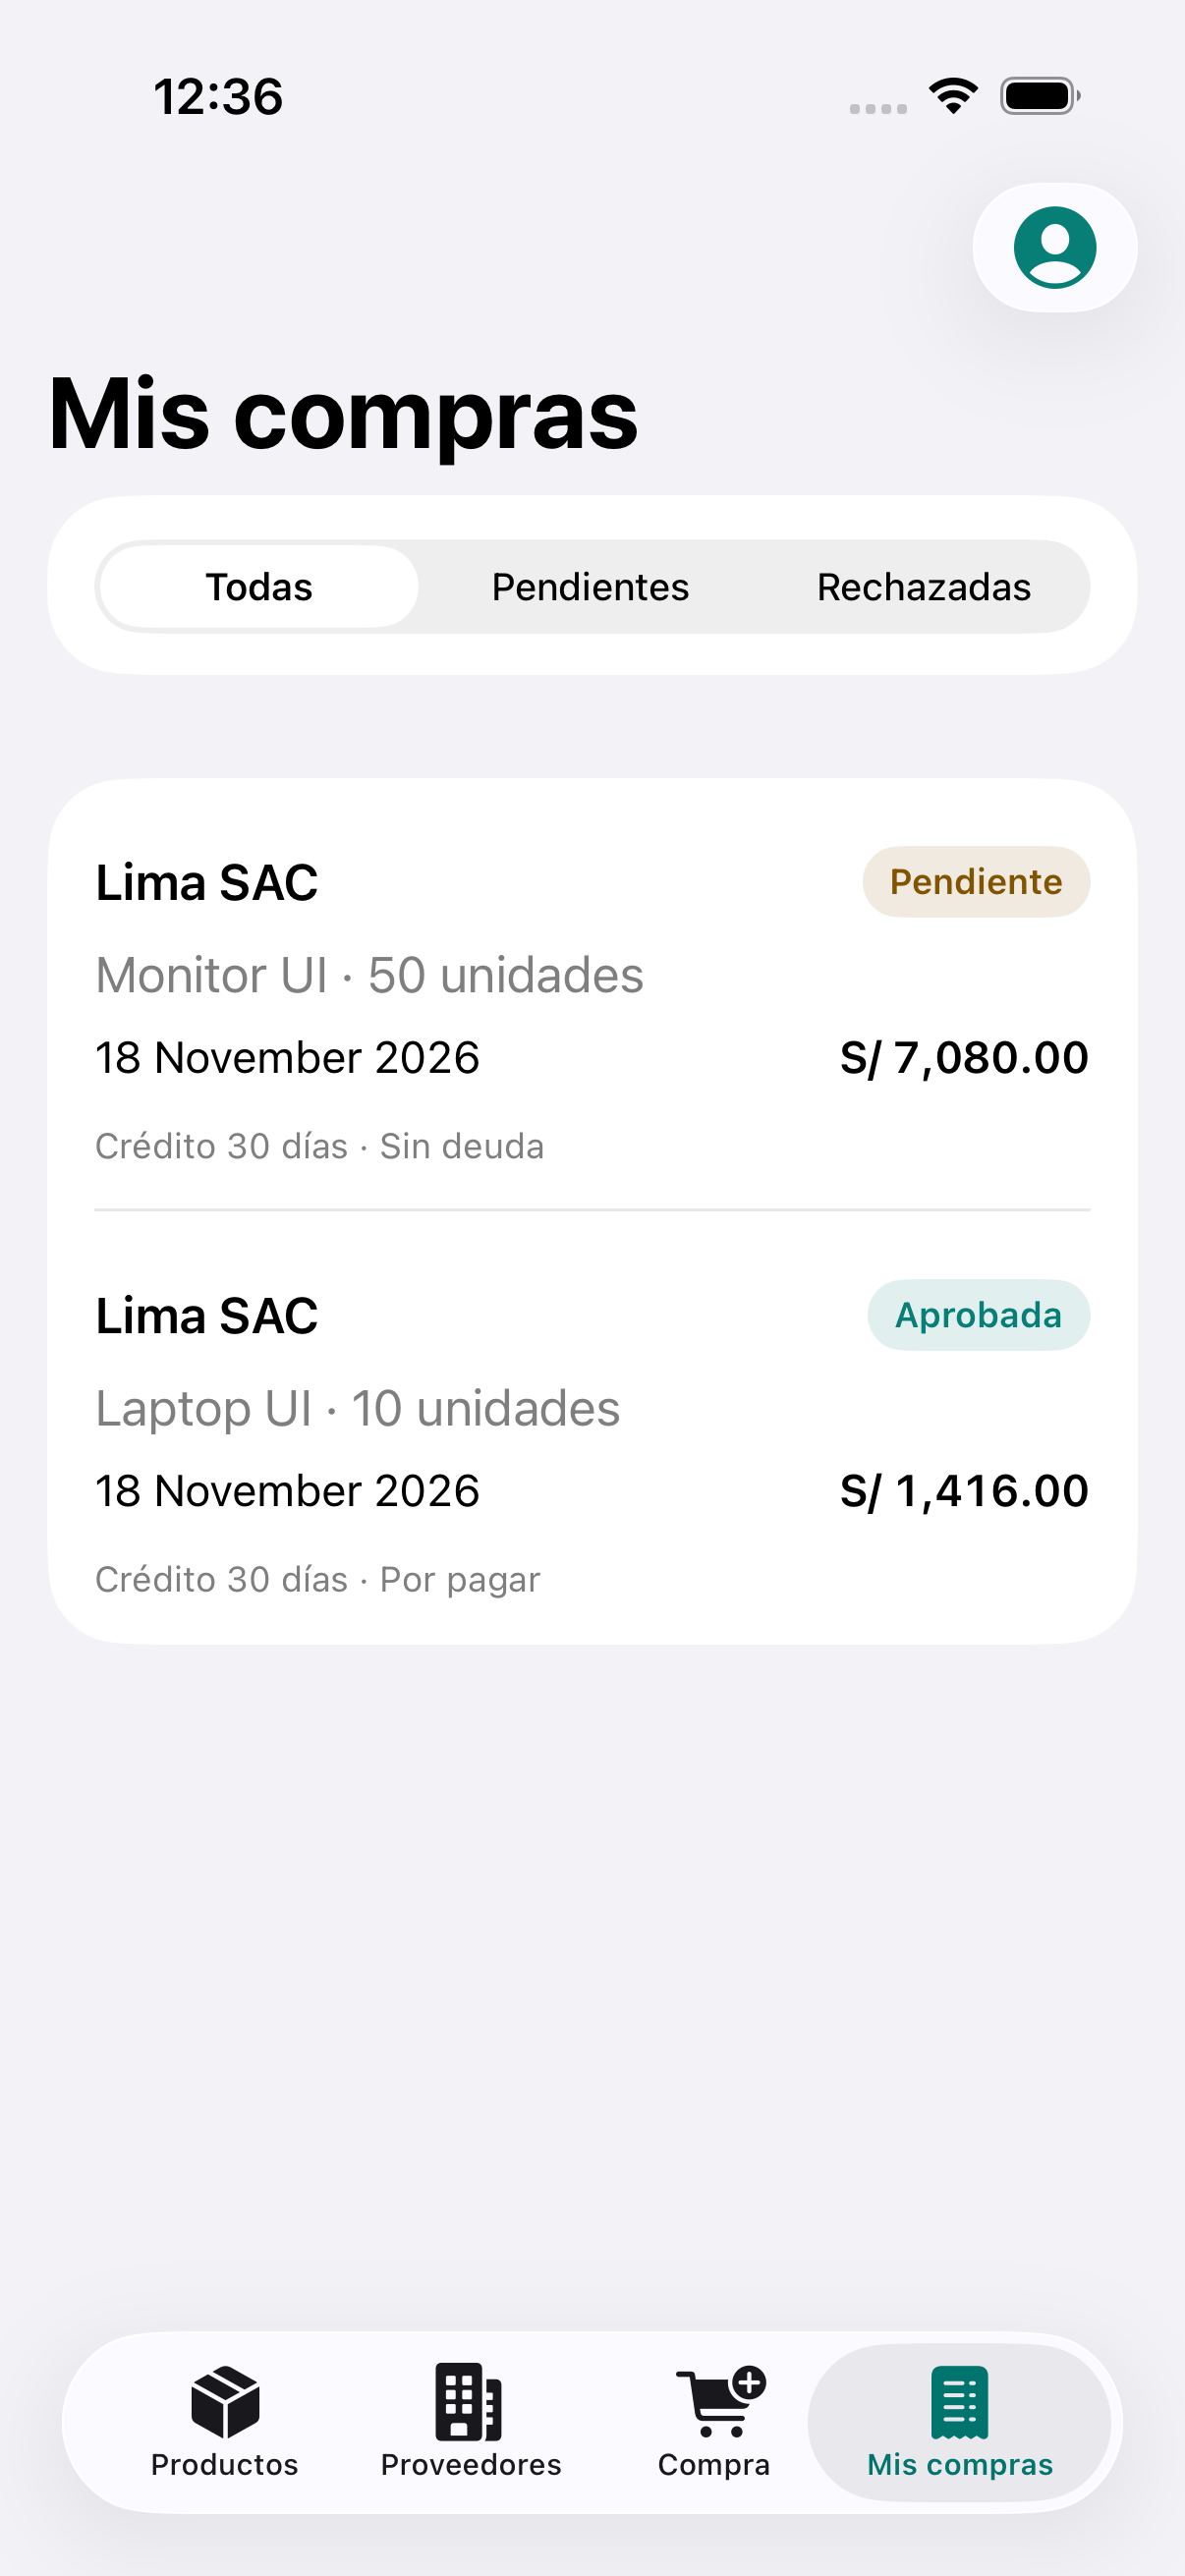 12:36
Mis compras
Todas Pendientes Rechazadas
Lima SAC Pendiente
Monitor UI · 50 unidades
18 November 2026 S/ 7,080.00
Crédito 30 días · Sin deuda
Lima SAC Aprobada
Laptop UI · 10 unidades
18 November 2026 S/ 1,416.00
Crédito 30 días · Por pagar
Productos Proveedores Compra Mis compras